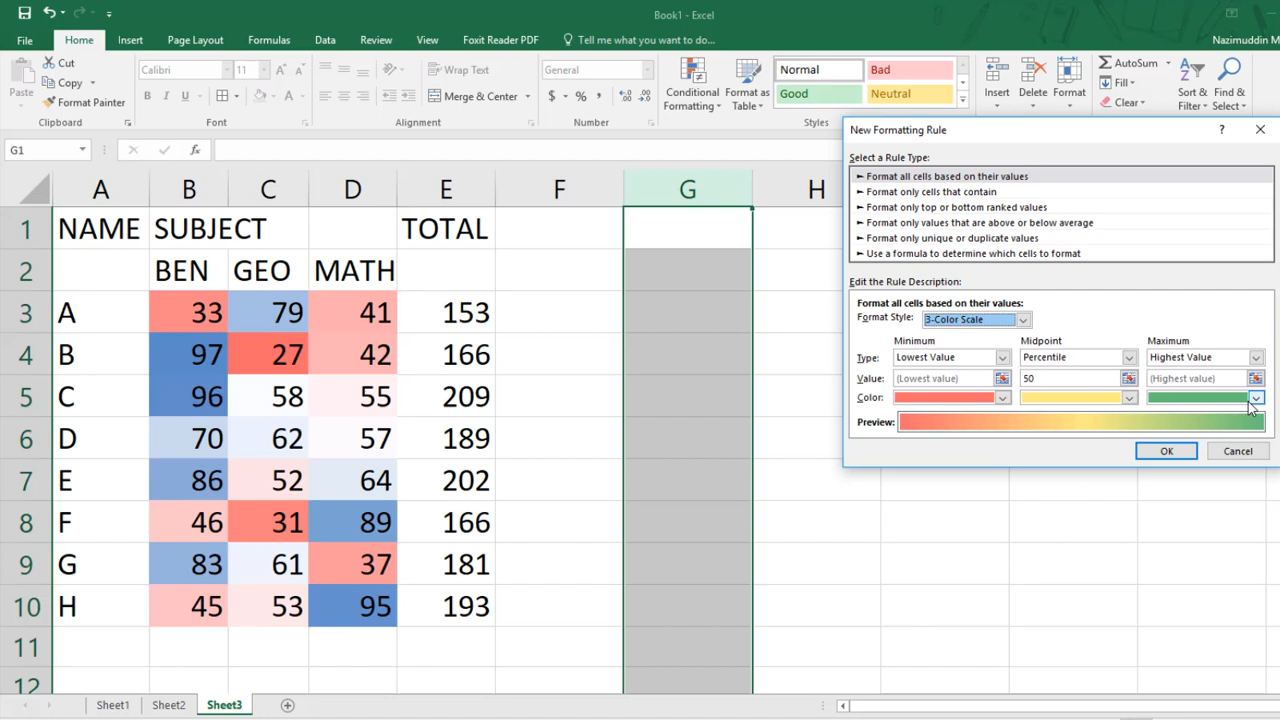 Book1 - Excel
File Home Insert Page Layout Formulas Data Review View Foxit Reader PDF Tell me what you want to do... Nazimuddin M
Paste Cut Copy Format Painter
Calibri 11 B I U A A A
Wrap Text Merge & Center
General $ % , .0 .00 .00 .0
Conditional Formatting Format as Table Normal Bad Good Neutral
Insert Delete Format
AutoSum Fill Clear Sort & Filter Find & Select
Clipboard Font Alignment Number Styles
G1 fx
New Formatting Rule ?
Select a Rule Type:
► Format all cells based on their values
► Format only cells that contain
► Format only top or bottom ranked values
► Format only values that are above or below average
► Format only unique or duplicate values
► Use a formula to determine which cells to format
Edit the Rule Description:
Format all cells based on their values:
Format Style: 3-Color Scale
Minimum Midpoint Maximum
Type: Lowest Value Percentile Highest Value
Value: (Lowest value) 50 (Highest value)
Color:
Preview:
OK Cancel
A B C D E F G H
1 NAME SUBJECT TOTAL
2 BEN GEO MATH
3 A 33 79 41 153
4 B 97 27 42 166
5 C 96 58 55 209
6 D 70 62 57 189
7 E 86 52 64 202
8 F 46 31 89 166
9 G 83 61 37 181
10 H 45 53 95 193
11
12
Sheet1 Sheet2 Sheet3